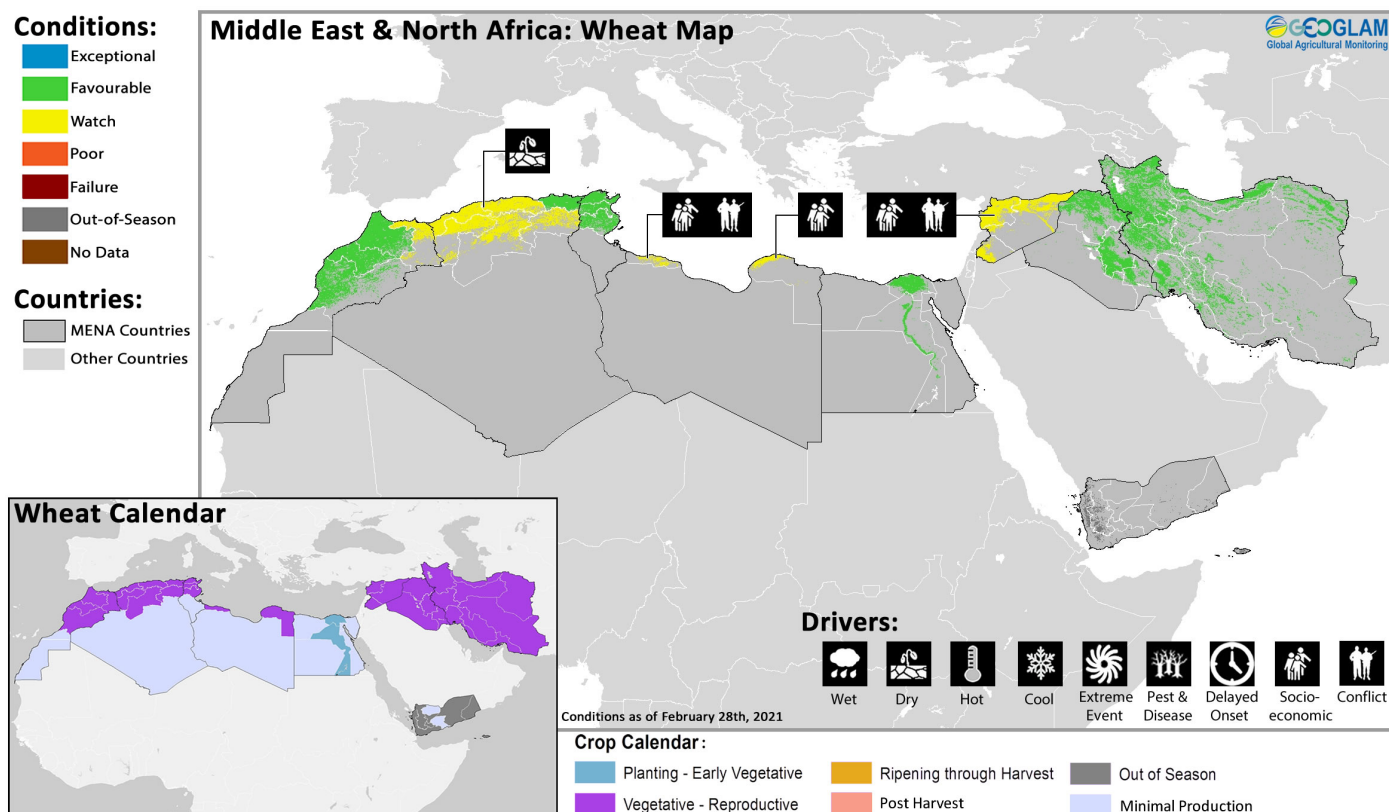 Conditions:
Exceptional
Favourable
Watch
Poor
Failure
Out-of-Season
No Data
Countries:
MENA Countries
Other Countries
Middle East & North Africa: Wheat Map
GEOGLAM
Global Agricultural Monitoring
Wheat Calendar
Drivers:
Wet
Dry
Hot
Cool
Extreme
Event
Pest &
Disease
Delayed
Onset
Socio-
economic
Conflict
Conditions as of February 28th, 2021
Crop Calendar:
Planting - Early Vegetative
Ripening through Harvest
Out of Season
Vegetative - Reproductive
Post Harvest
Minimal Production